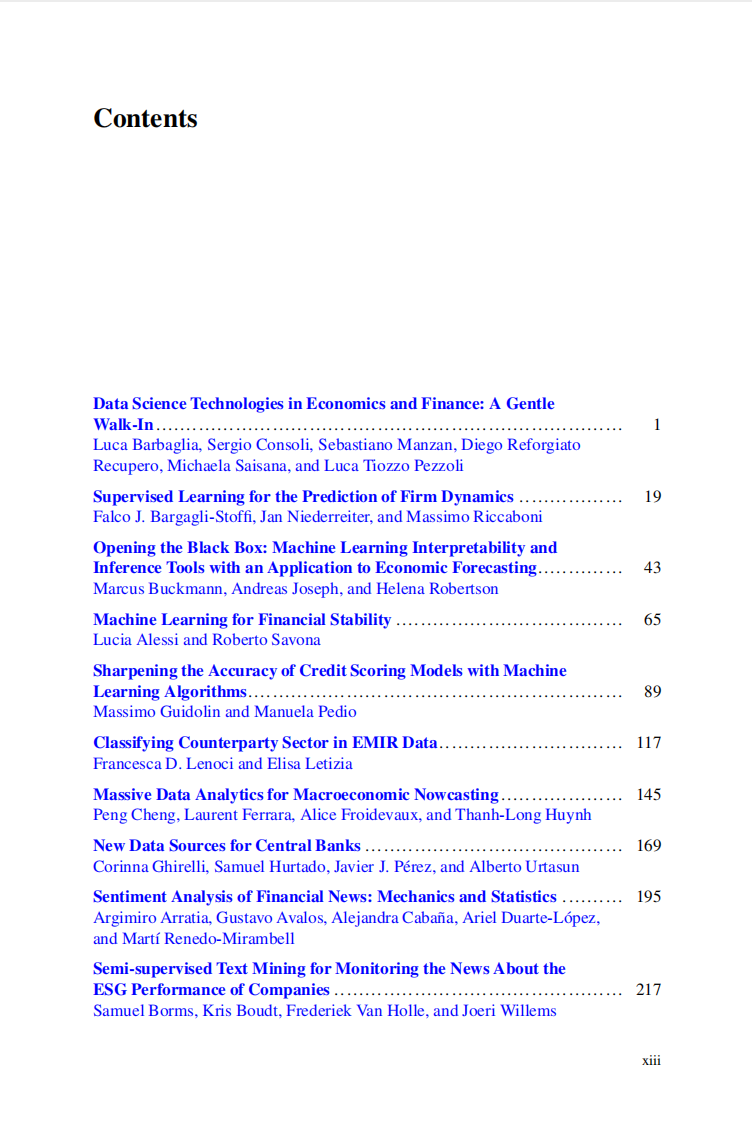 Contents
Data Science Technologies in Economics and Finance: A Gentle
Walk-In........................................................................... 1
Luca Barbaglia, Sergio Consoli, Sebastiano Manzan, Diego Reforgiato
Recupero, Michaela Saisana, and Luca Tiozzo Pezzoli
Supervised Learning for the Prediction of Firm Dynamics ................. 19
Falco J. Bargagli-Stoffi, Jan Niederreiter, and Massimo Riccaboni
Opening the Black Box: Machine Learning Interpretability and
Inference Tools with an Application to Economic Forecasting.............. 43
Marcus Buckmann, Andreas Joseph, and Helena Robertson
Machine Learning for Financial Stability ..................................... 65
Lucia Alessi and Roberto Savona
Sharpening the Accuracy of Credit Scoring Models with Machine
Learning Algorithms............................................................. 89
Massimo Guidolin and Manuela Pedio
Classifying Counterparty Sector in EMIR Data.............................. 117
Francesca D. Lenoci and Elisa Letizia
Massive Data Analytics for Macroeconomic Nowcasting.................... 145
Peng Cheng, Laurent Ferrara, Alice Froidevaux, and Thanh-Long Huynh
New Data Sources for Central Banks .......................................... 169
Corinna Ghirelli, Samuel Hurtado, Javier J. Pérez, and Alberto Urtasun
Sentiment Analysis of Financial News: Mechanics and Statistics .......... 195
Argimiro Arratia, Gustavo Avalos, Alejandra Cabaña, Ariel Duarte-López,
and Martí Renedo-Mirambell
Semi-supervised Text Mining for Monitoring the News About the
ESG Performance of Companies ............................................... 217
Samuel Borms, Kris Boudt, Frederiek Van Holle, and Joeri Willems
xiii